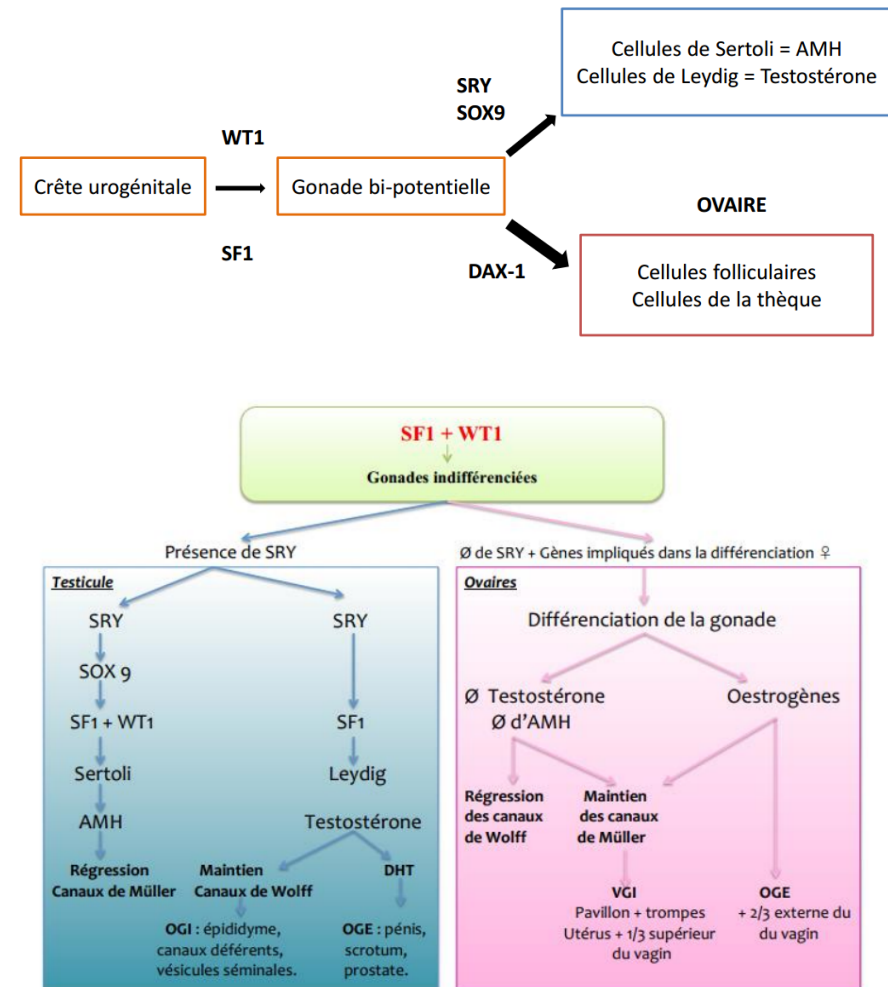 Cellules de Sertoli = AMH
Cellules de Leydig = Testostérone
SRY
SOX9
WT1
Crête urogénitale
Gonade bi-potentielle
SF1
OVAIRE
DAX-1
Cellules folliculaires
Cellules de la thèque
SF1 + WT1
Gonades indifférenciées
Présence de SRY
Ø de SRY + Gènes impliqués dans la différenciation ♀
Testicule
SRY
SRY
SOX 9
SF1 + WT1
SF1
Sertoli
Leydig
AMH
Testostérone
Régression
Canaux de Müller
Maintien
Canaux de Wolff
DHT
OGI : épididyme,
canaux déférents,
vésicules séminales.
OGE : pénis,
scrotum,
prostate.
Ovaires
Différenciation de la gonade
Ø Testostérone
Ø d'AMH
Oestrogènes
Régression
des canaux
de Wolff
Maintien
des canaux
de Müller
VGI
Pavillon + trompes
Utérus + 1/3 supérieur
du vagin
OGE
+ 2/3 externe du
du vagin